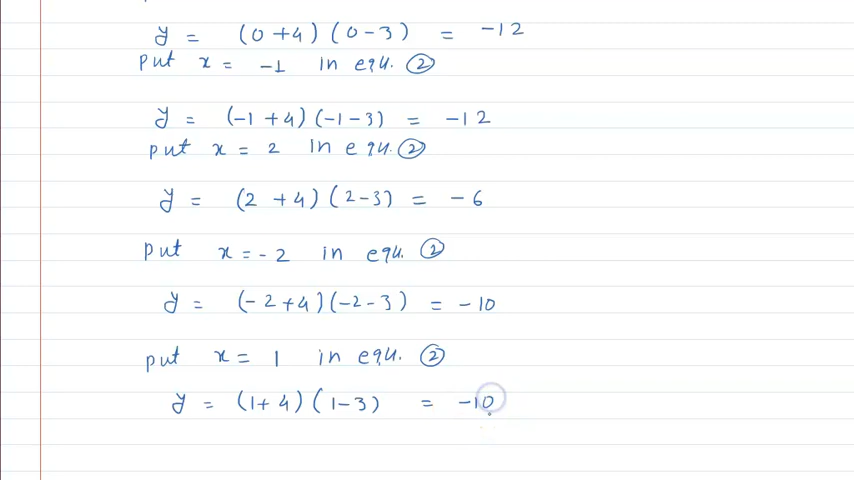 y = (0+4)(0-3) = -12
Put x = -1 in equ. ②
y = (-1+4)(-1-3) = -12
put x = 2 In equ. ②
y = (2+4)(2-3) = -6
put x = -2 in equ. ②
y = (-2+4)(-2-3) = -10
put x = 1 in equ. ②
y = (1+4)(1-3) = -10